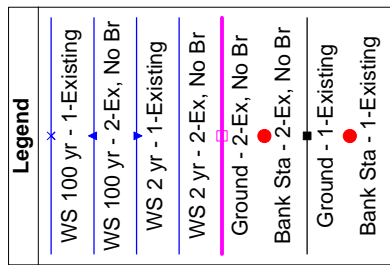 Legend
WS 100 yr - 1-Existing
WS 100 yr - 2-Ex, No Br
WS 2 yr - 1-Existing
WS 2 yr - 2-Ex, No Br
Ground - 2-Ex, No Br
Bank Sta - 2-Ex, No Br
Ground - 1-Existing
Bank Sta - 1-Existing